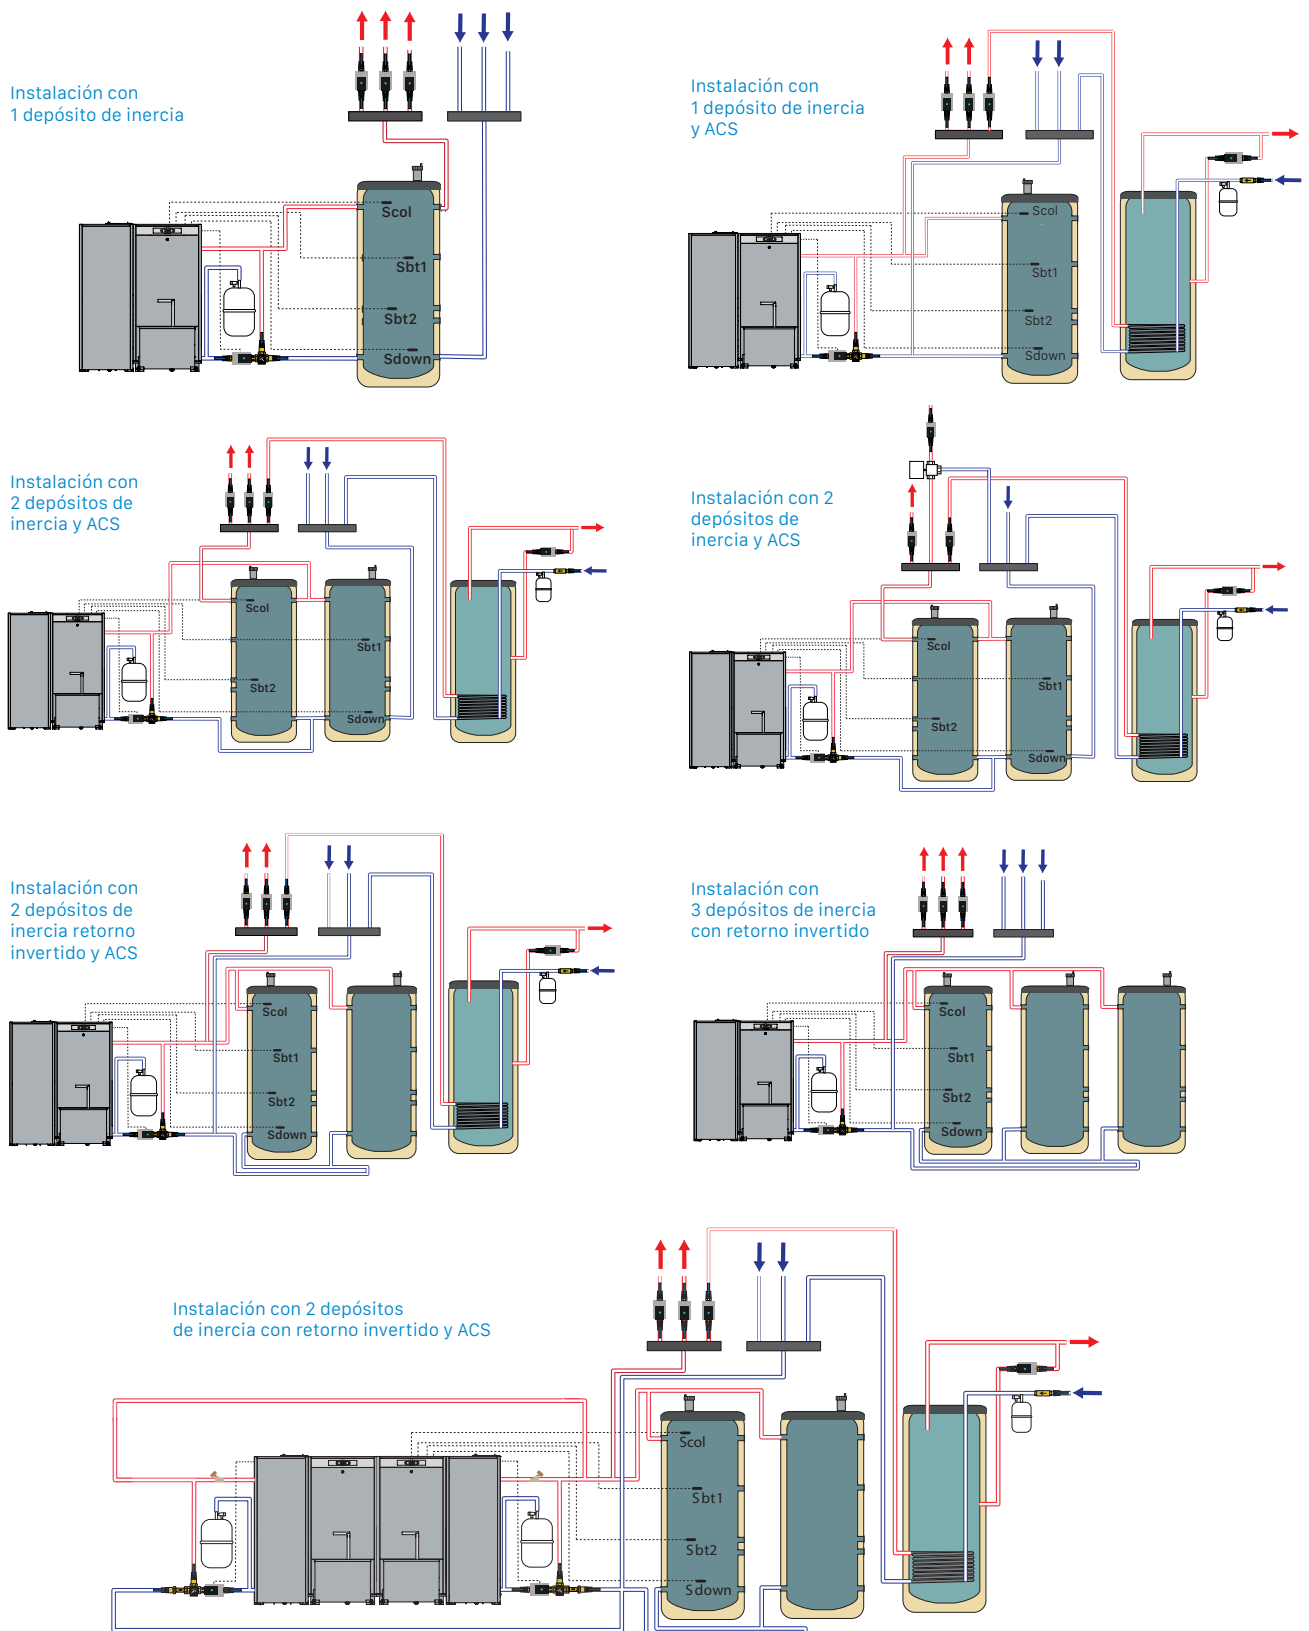 Instalación con
1 depósito de inercia
Scol
Sbt1
Sbt2
Sdown
Instalación con
1 depósito de inercia
y ACS
Scol
Sbt1
Sbt2
Sdown
Instalación con
2 depósitos de
inercia y ACS
Scol
Sbt1
Sbt2
Sdown
Instalación con 2
depósitos de
inercia y ACS
Scol
Sbt1
Sbt2
Sdown
Instalación con
2 depósitos de
inercia retorno
invertido y ACS
Scol
Sbt1
Sbt2
Sdown
Instalación con
3 depósitos de inercia
con retorno invertido
Scol
Sbt1
Sbt2
Sdown
Instalación con 2 depósitos
de inercia con retorno invertido y ACS
Scol
Sbt1
Sbt2
Sdown